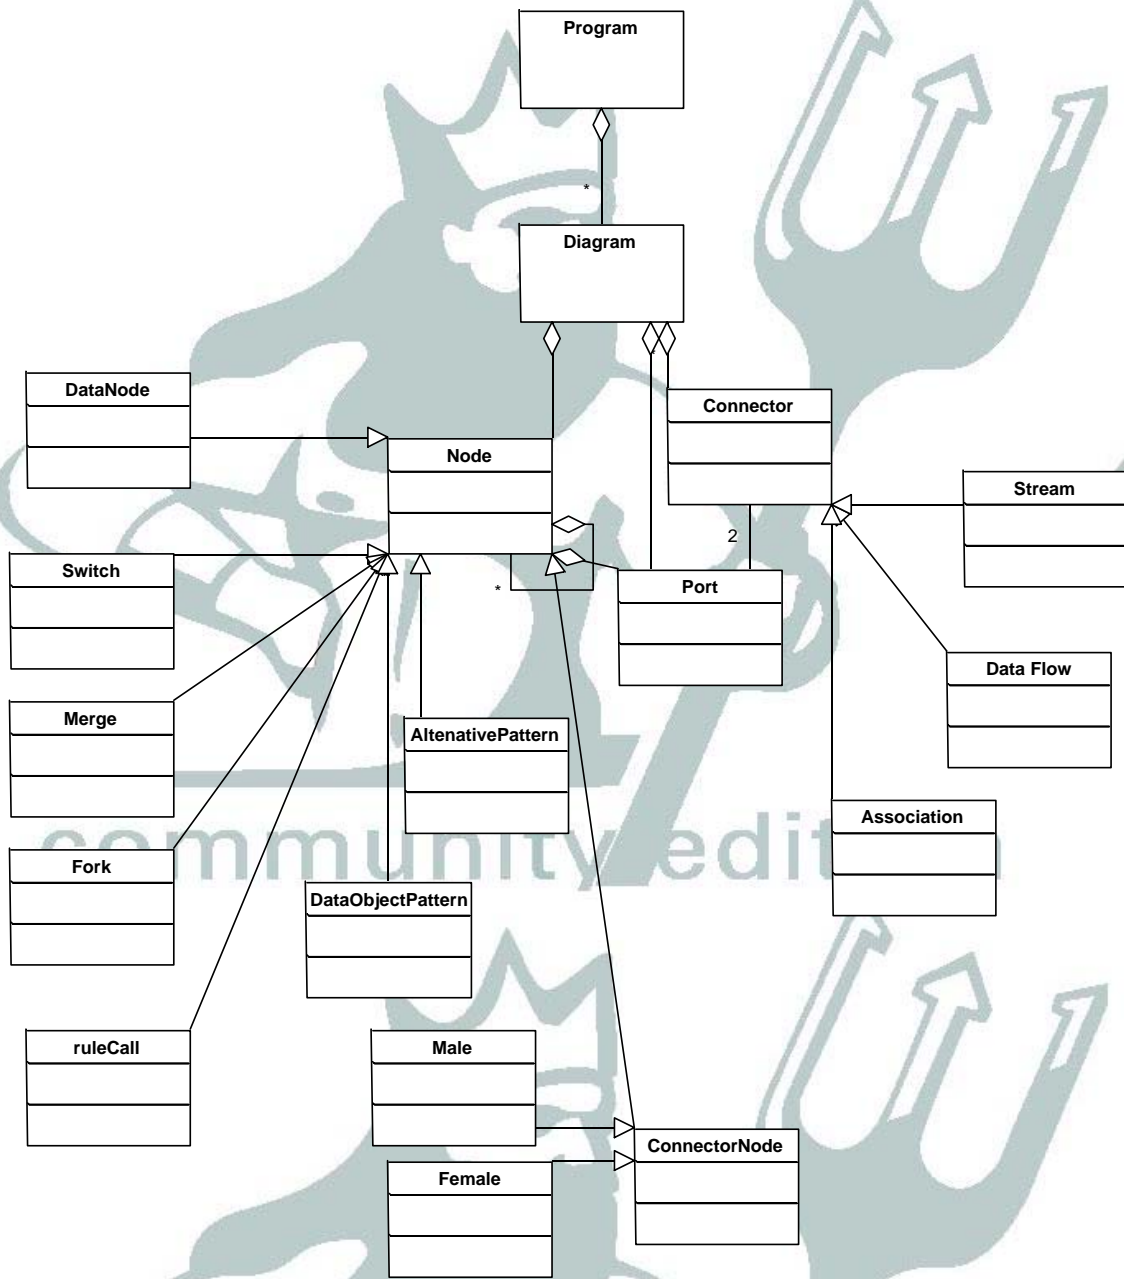 Program
*
Diagram
*
DataNode
Connector
Node
Stream
2
Switch
*
Port
Data Flow
Merge
AltenativePattern
Association
community edition
Fork
DataObjectPattern
ruleCall
Male
ConnectorNode
Female